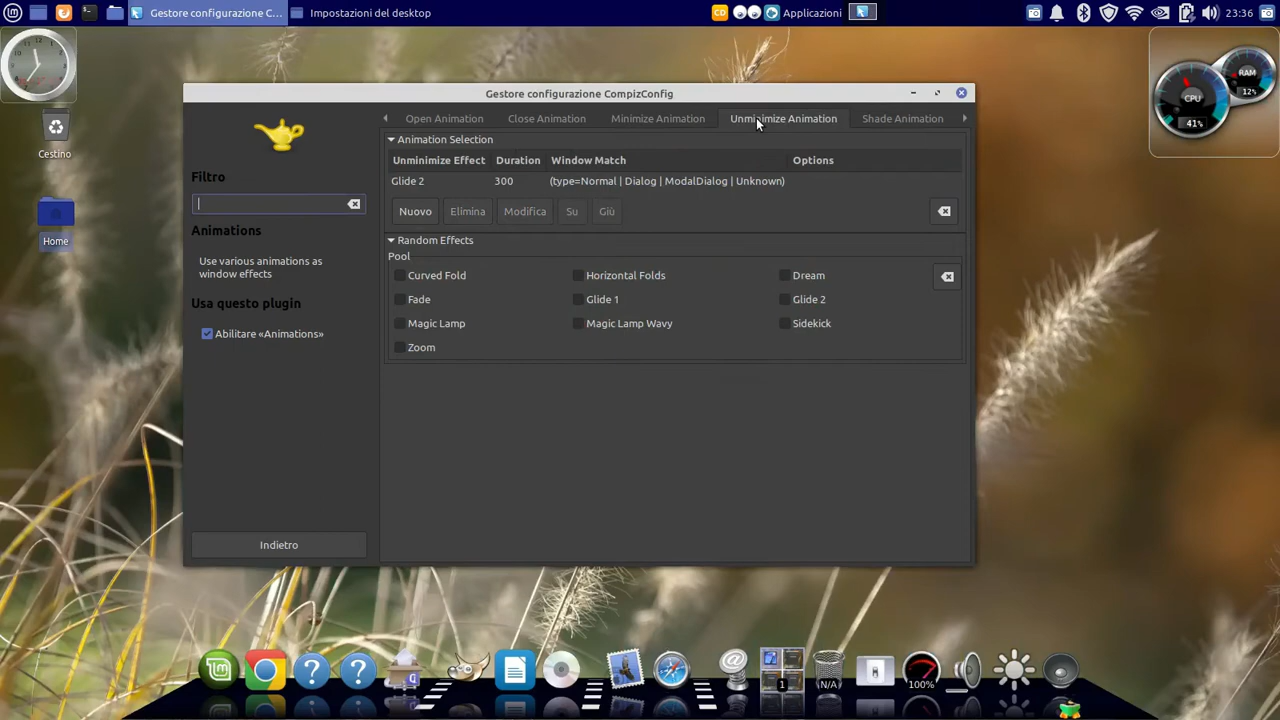 Gestore configurazione C...
Impostazioni del desktop
CD
Applicazioni
23:36
Cestino
Home
RAM
12%
CPU
41%
Gestore configurazione CompizConfig
Open Animation
Close Animation
Minimize Animation
Unminimize Animation
Shade Animation
Filtro
Animations
Use various animations as
window effects
Usa questo plugin
Abilitare «Animations»
Indietro
Animation Selection
Unminimize Effect Duration Window Match Options
Glide 2 300 (type=Normal | Dialog | ModalDialog | Unknown)
Nuovo Elimina Modifica Su Giù
Random Effects
Pool
Curved Fold Horizontal Folds Dream
Fade Glide 1 Glide 2
Magic Lamp Magic Lamp Wavy Sidekick
Zoom
1
N/A
100%